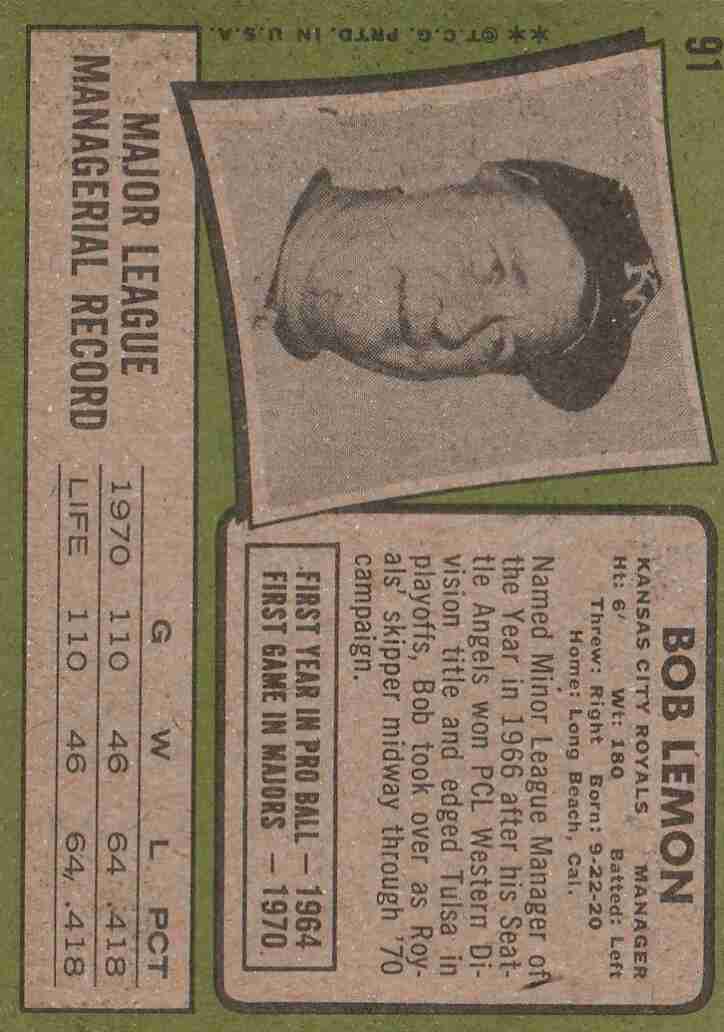 91
BOB LEMON
KANSAS CITY ROYALS MANAGER
Ht: 6' Wt: 180 Batted: Left
Threw: Right Born: 9-22-20
Home: Long Beach, Cal.
Named Minor League Manager of
the Year in 1966 after his Seat-
tle Angels won PCL Western Di-
vision title and edged Tulsa in
playoffs, Bob took over as Roy-
als' skipper midway through '70
campaign.
FIRST YEAR IN PRO BALL — 1964
FIRST GAME IN MAJORS — 1970
KC
MAJOR LEAGUE
MANAGERIAL RECORD
G W L PCT
1970 110 46 64 .418
LIFE 110 46 64 .418
**©T.C.G. PRTD. IN U.S.A.